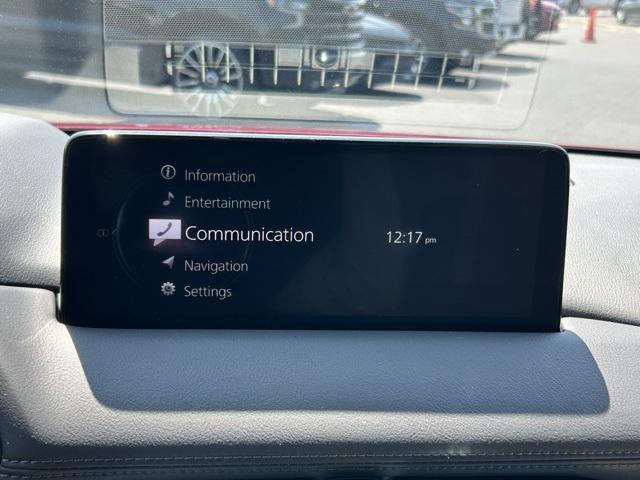 Information
Entertainment
Communication
12:17 pm
Navigation
Settings